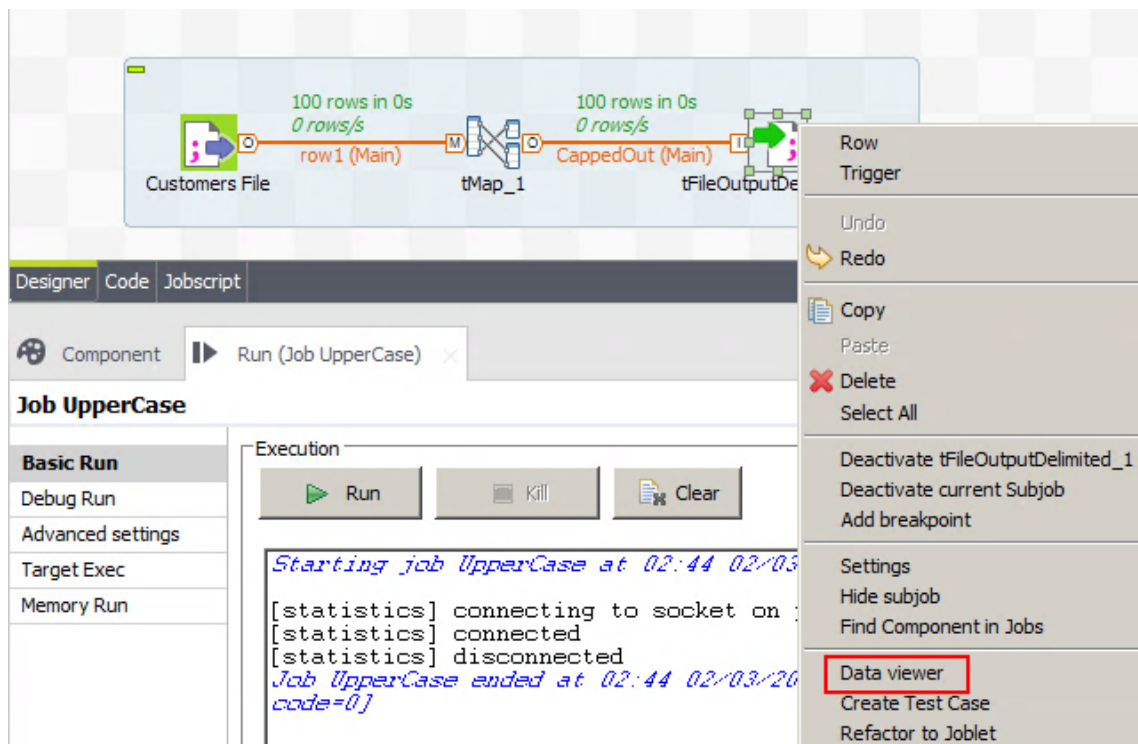 100 rows in 0s
0 rows/s
row1 (Main)
100 rows in 0s
0 rows/s
CappedOut (Main)
O
M
O
I
Customers File
tMap_1
tFileOutputDe
Designer
Code
Jobscript
Component
Run (Job UpperCase)
Job UpperCase
Basic Run
Debug Run
Advanced settings
Target Exec
Memory Run
Execution
Run
Kill
Clear
Starting job UpperCase at 02:44 02/03
[statistics] connecting to socket on
[statistics] connected
[statistics] disconnected
Job UpperCase ended at 02:44 02/03/20
code=0]
Row
Trigger
Undo
Redo
Copy
Paste
Delete
Select All
Deactivate tFileOutputDelimited_1
Deactivate current Subjob
Add breakpoint
Settings
Hide subjob
Find Component in Jobs
Data viewer
Create Test Case
Refactor to Joblet